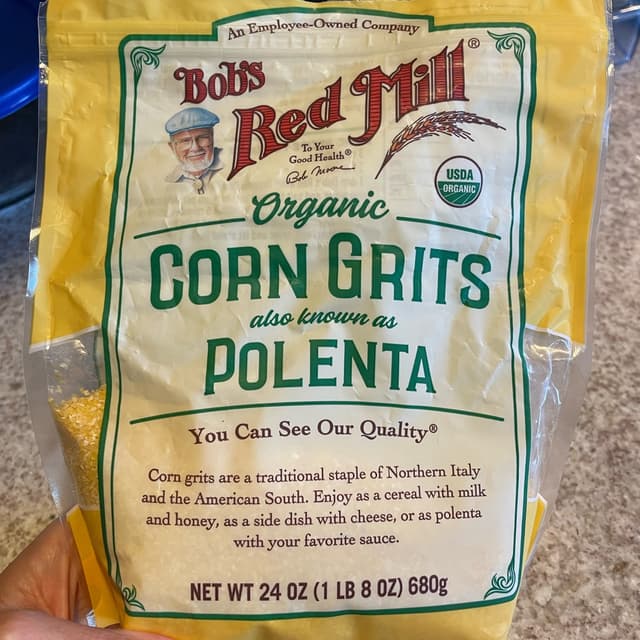 An Employee-Owned Company
Bob's
Red Mill®
To Your
Good Health®
Bob Moore
USDA
ORGANIC
Organic
CORN GRITS
also known as
POLENTA
You Can See Our Quality®
Corn grits are a traditional staple of Northern Italy
and the American South. Enjoy as a cereal with milk
and honey, as a side dish with cheese, or as polenta
with your favorite sauce.
NET WT 24 OZ (1 LB 8 OZ) 680g